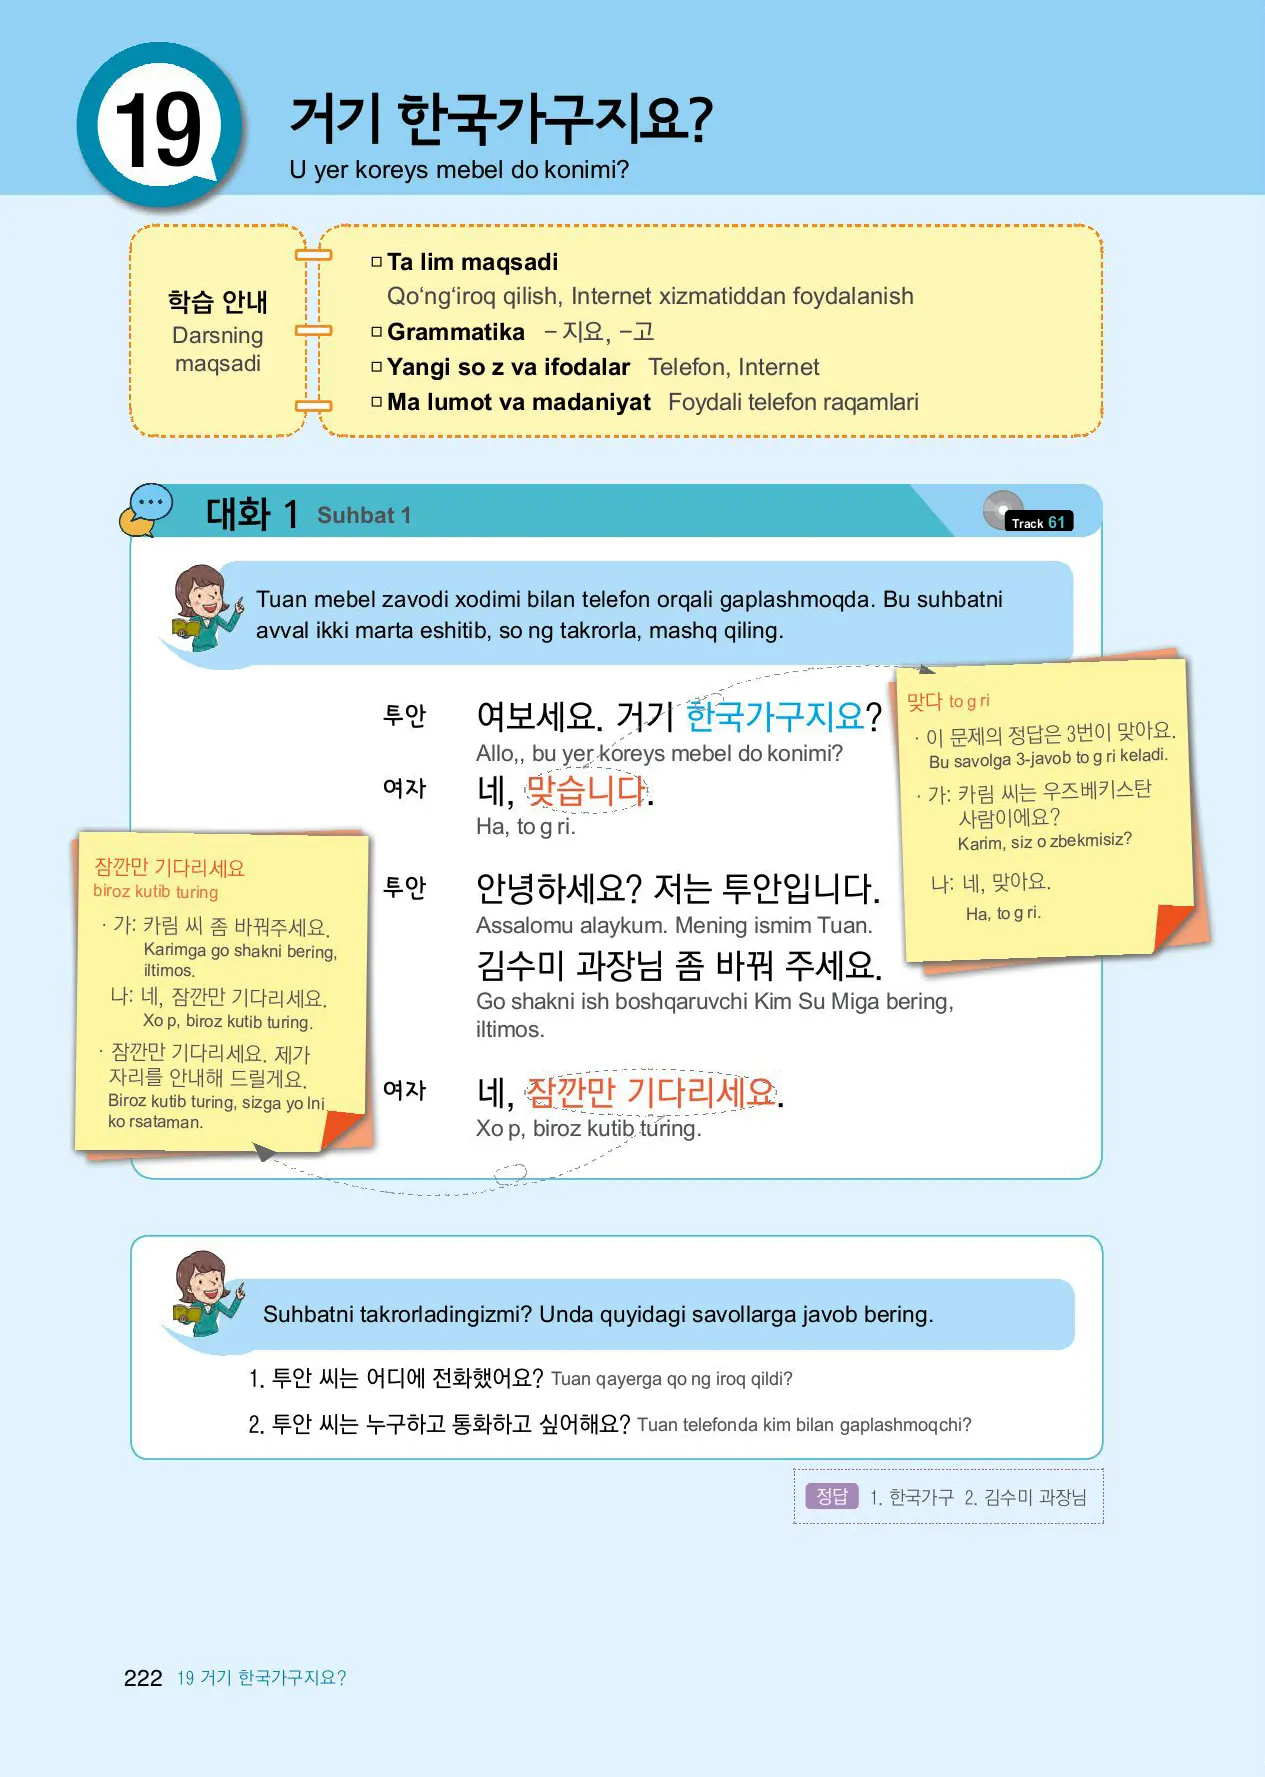 19
거기 한국가구지요?
U yer koreys mebel do konimi?
학습 안내
Darsning
maqsadi
Ta lim maqsadi
Qo‘ng‘iroq qilish, Internet xizmatiddan foydalanish
Grammatika – 지요, –고
Yangi so z va ifodalar Telefon, Internet
Ma lumot va madaniyat Foydali telefon raqamlari
대화 1 Suhbat 1
Track 61
Tuan mebel zavodi xodimi bilan telefon orqali gaplashmoqda. Bu suhbatni
avval ikki marta eshitib, so ng takrorla, mashq qiling.
투안 여보세요. 거기 한국가구지요?
Allo,, bu yer koreys mebel do konimi?
여자 네, 맞습니다.
Ha, to g ri.
투안 안녕하세요? 저는 투안입니다.
Assalomu alaykum. Mening ismim Tuan.
김수미 과장님 좀 바꿔 주세요.
Go shakni ish boshqaruvchi Kim Su Miga bering,
iltimos.
여자 네, 잠깐만 기다리세요.
Xo p, biroz kutib turing.
맞다 to g ri
· 이 문제의 정답은 3번이 맞아요.
Bu savolga 3-javob to g ri keladi.
· 가: 카림 씨는 우즈베키스탄
사람이에요?
Karim, siz o zbekmisiz?
나: 네, 맞아요.
Ha, to g ri.
잠깐만 기다리세요
biroz kutib turing
· 가: 카림 씨 좀 바꿔주세요.
Karimga go shakni bering,
iltimos.
나: 네, 잠깐만 기다리세요.
Xo p, biroz kutib turing.
· 잠깐만 기다리세요. 제가
자리를 안내해 드릴게요.
Biroz kutib turing, sizga yo lni
ko rsataman.
Suhbatni takrorladingizmi? Unda quyidagi savollarga javob bering.
1. 투안 씨는 어디에 전화했어요? Tuan qayerga qo ng iroq qildi?
2. 투안 씨는 누구하고 통화하고 싶어해요? Tuan telefonda kim bilan gaplashmoqchi?
정답 1. 한국가구 2. 김수미 과장님
222 19 거기 한국가구지요?